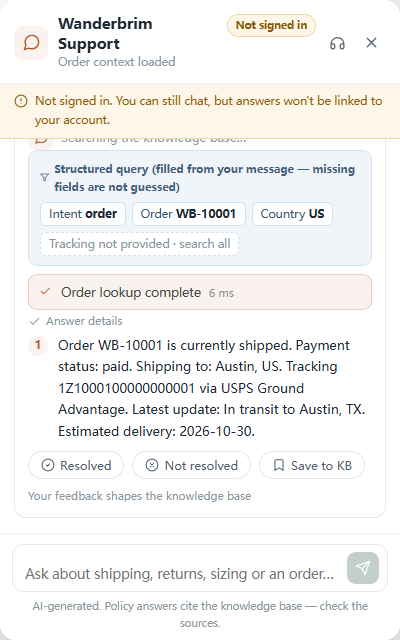 Wanderbrim
Support
Not signed in
Order context loaded
Not signed in. You can still chat, but answers won't be linked to
your account.
Searching the knowledge base...
Structured query (filled from your message — missing
fields are not guessed)
Intent order
Order WB-10001
Country US
Tracking not provided · search all
Order lookup complete 6 ms
Answer details
1
Order WB-10001 is currently shipped. Payment
status: paid. Shipping to: Austin, US. Tracking
1Z1000100000000001 via USPS Ground
Advantage. Latest update: In transit to Austin, TX.
Estimated delivery: 2026-10-30.
Resolved
Not resolved
Save to KB
Your feedback shapes the knowledge base
Ask about shipping, returns, sizing or an order...
AI-generated. Policy answers cite the knowledge base — check the
sources.